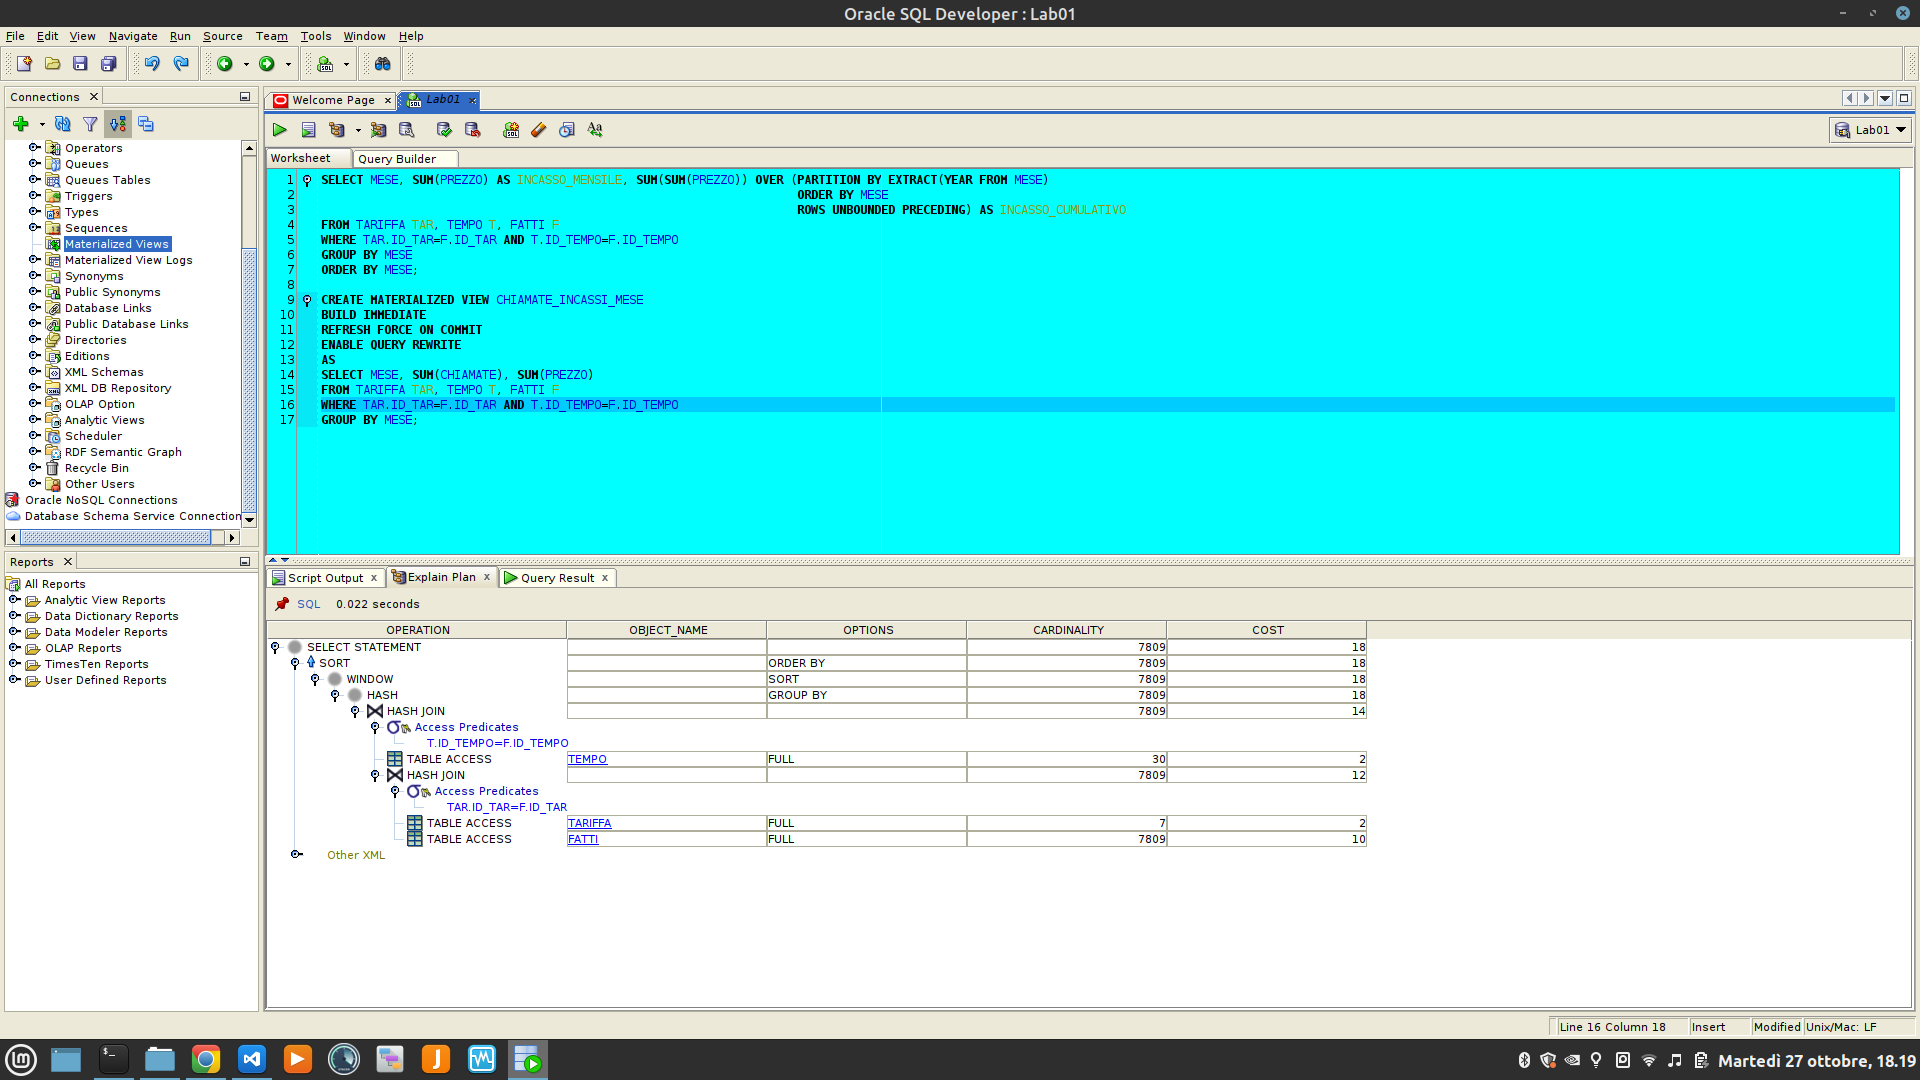 Oracle SQL Developer : Lab01
File Edit View Navigate Run Source Team Tools Window Help
Connections
Operators
Queues
Queues Tables
Triggers
Types
Sequences
Materialized Views
Materialized View Logs
Synonyms
Public Synonyms
Database Links
Public Database Links
Directories
Editions
XML Schemas
XML DB Repository
OLAP Option
Analytic Views
Scheduler
RDF Semantic Graph
Recycle Bin
Other Users
Oracle NoSQL Connections
Database Schema Service Connection
Reports
All Reports
Analytic View Reports
Data Dictionary Reports
Data Modeler Reports
OLAP Reports
TimesTen Reports
User Defined Reports
Welcome Page Lab01
Lab01
Worksheet Query Builder
1 SELECT MESE, SUM(PREZZO) AS INCASSO_MENSILE, SUM(SUM(PREZZO)) OVER (PARTITION BY EXTRACT(YEAR FROM MESE)
2 ORDER BY MESE
3 ROWS UNBOUNDED PRECEDING) AS INCASSO_CUMULATIVO
4 FROM TARIFFA TAR, TEMPO T, FATTI F
5 WHERE TAR.ID_TAR=F.ID_TAR AND T.ID_TEMPO=F.ID_TEMPO
6 GROUP BY MESE
7 ORDER BY MESE;
8
9 CREATE MATERIALIZED VIEW CHIAMATE_INCASSI_MESE
10 BUILD IMMEDIATE
11 REFRESH FORCE ON COMMIT
12 ENABLE QUERY REWRITE
13 AS
14 SELECT MESE, SUM(CHIAMATE), SUM(PREZZO)
15 FROM TARIFFA TAR, TEMPO T, FATTI F
16 WHERE TAR.ID_TAR=F.ID_TAR AND T.ID_TEMPO=F.ID_TEMPO
17 GROUP BY MESE;
Script Output Explain Plan Query Result
SQL 0.022 seconds
OPERATION OBJECT_NAME OPTIONS CARDINALITY COST
SELECT STATEMENT 7809 18
SORT ORDER BY 7809 18
WINDOW SORT 7809 18
HASH GROUP BY 7809 18
HASH JOIN 7809 14
Access Predicates
T.ID_TEMPO=F.ID_TEMPO
TABLE ACCESS TEMPO FULL 30 2
HASH JOIN 7809 12
Access Predicates
TAR.ID_TAR=F.ID_TAR
TABLE ACCESS TARIFFA FULL 7 2
TABLE ACCESS FATTI FULL 7809 10
Other XML
Line 16 Column 18 Insert Modified Unix/Mac: LF
Martedì 27 ottobre, 18.19